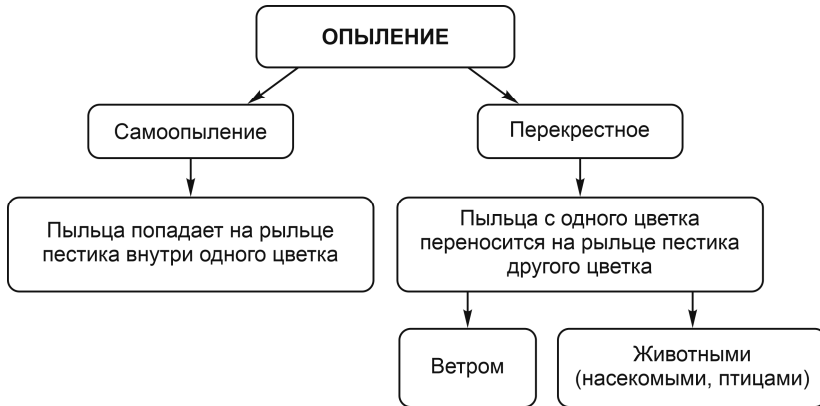 ОПЫЛЕНИЕ
Самоопыление
Перекрестное
Пыльца попадает на рыльце
пестика внутри одного цветка
Пыльца с одного цветка
переносится на рыльце пестика
другого цветка
Ветром
Животными
(насекомыми, птицами)